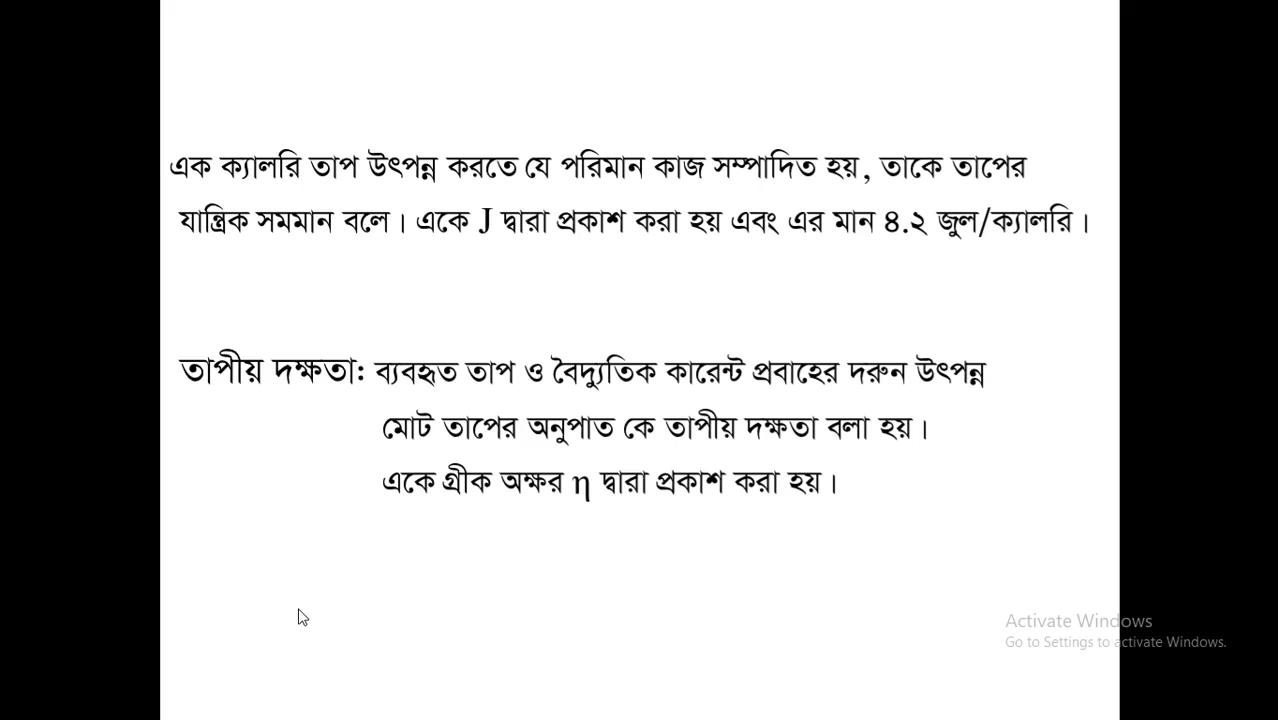 এক ক্যালরি তাপ উৎপন্ন করতে যে পরিমান কাজ সম্পাদিত হয়, তাকে তাপের
যান্ত্রিক সমমান বলে। একে J দ্বারা প্রকাশ করা হয় এবং এর মান ৪.২ জুল/ক্যালরি।
তাপীয় দক্ষতা: ব্যবহৃত তাপ ও বৈদ্যুতিক কারেন্ট প্রবাহের দরুন উৎপন্ন
মোট তাপের অনুপাত কে তাপীয় দক্ষতা বলা হয়।
একে গ্রীক অক্ষর η দ্বারা প্রকাশ করা হয়।
Activate Windows
Go to Settings to activate Windows.